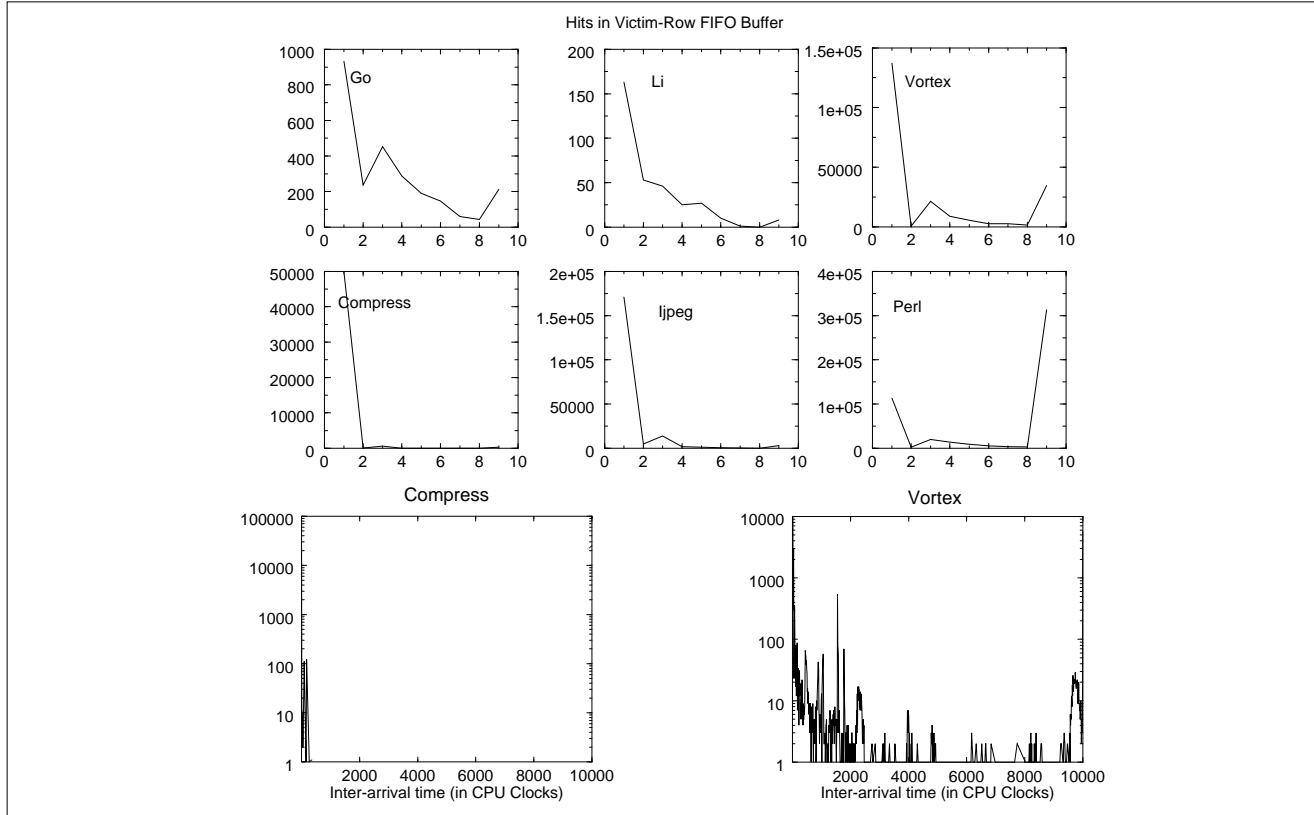 Hits in Victim-Row FIFO Buffer
1000
800
600
400
200
0
0 2 4 6 8 10
Go
200
150
100
50
0
0 2 4 6 8 10
Li
1.5e+05
1e+05
50000
0
0 2 4 6 8 10
Vortex
50000
40000
30000
20000
10000
0
0 2 4 6 8 10
Compress
2e+05
1.5e+05
1e+05
50000
0
0 2 4 6 8 10
Ijpeg
4e+05
3e+05
2e+05
1e+05
0
0 2 4 6 8 10
Perl
Compress
100000
10000
1000
100
10
1
2000 4000 6000 8000 10000
Inter-arrival time (in CPU Clocks)
Vortex
10000
1000
100
10
1
2000 4000 6000 8000 10000
Inter-arrival time (in CPU Clocks)